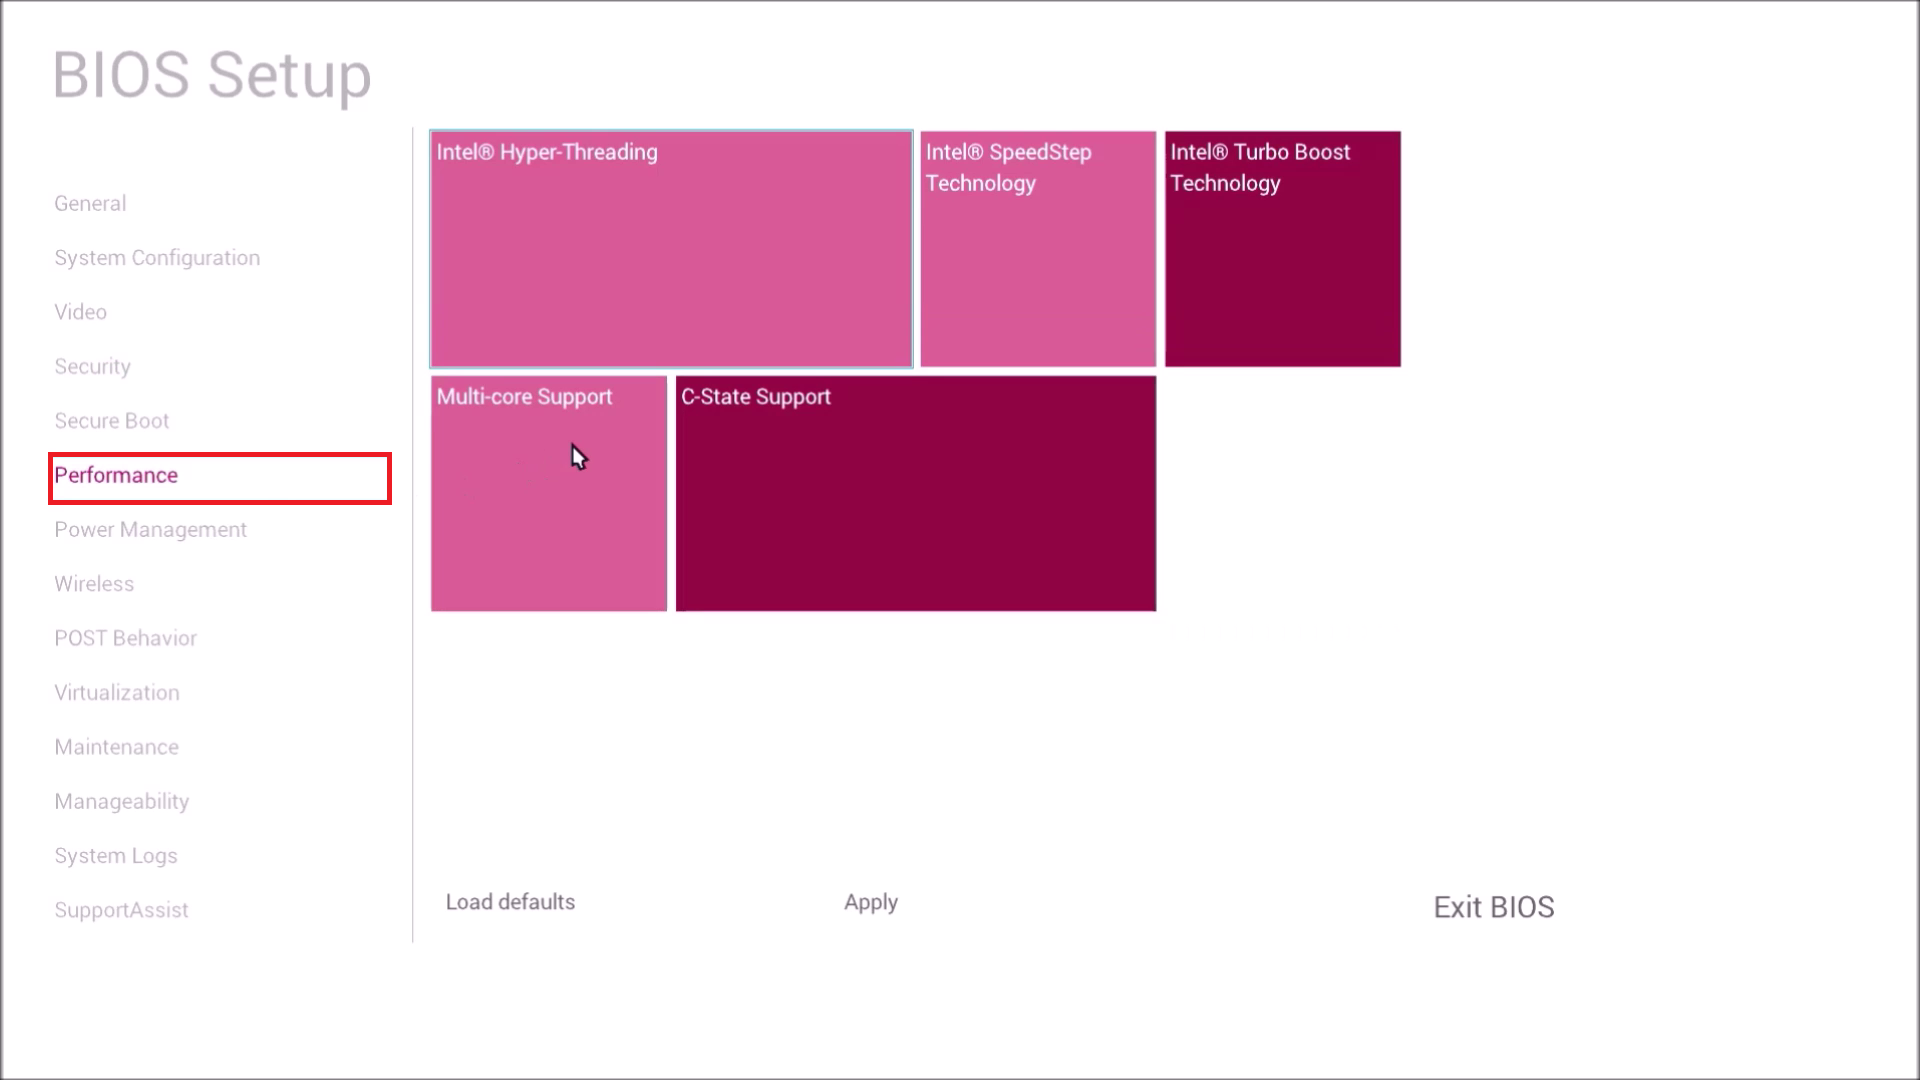 BIOS Setup
General
System Configuration
Video
Security
Secure Boot
Performance
Power Management
Wireless
POST Behavior
Virtualization
Maintenance
Manageability
System Logs
SupportAssist
Intel® Hyper-Threading
Intel® SpeedStep
Technology
Intel® Turbo Boost
Technology
Multi-core Support
C-State Support
Load defaults
Apply
Exit BIOS